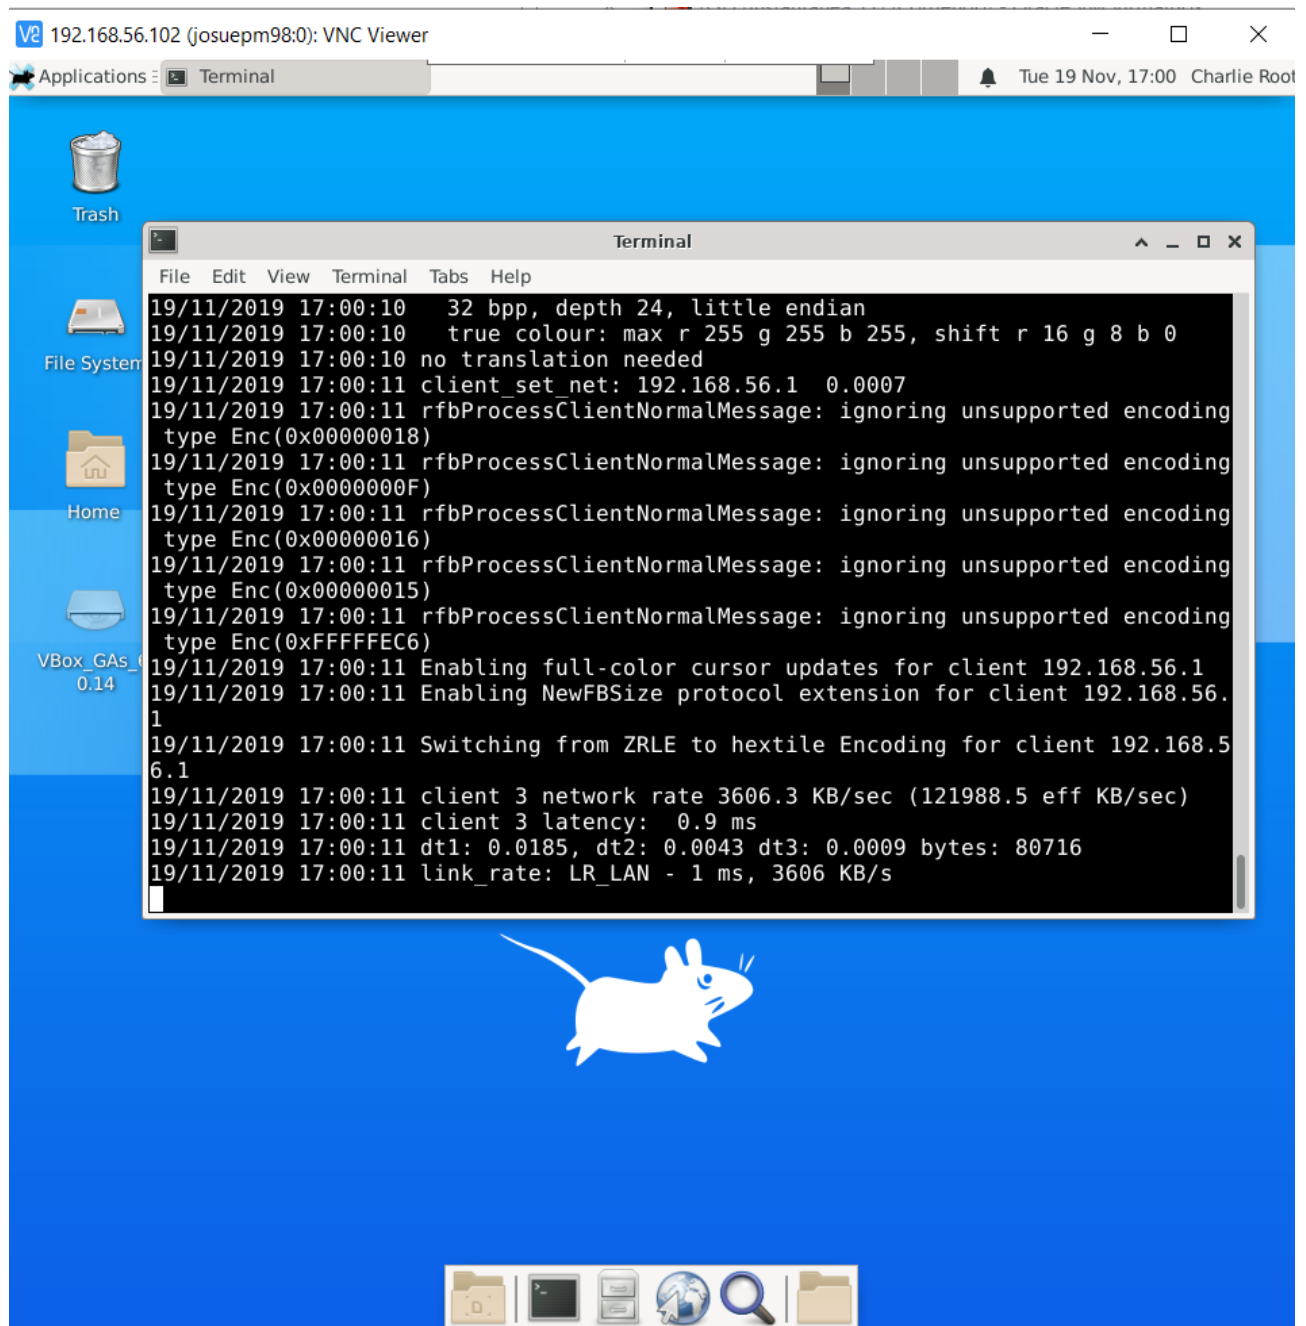 192.168.56.102 (josuepm98:0): VNC Viewer
Applications Terminal Tue 19 Nov, 17:00 Charlie Root
Trash
File System
Home
VBox_GAs_6
0.14
Terminal
File Edit View Terminal Tabs Help
19/11/2019 17:00:10   32 bpp, depth 24, little endian
19/11/2019 17:00:10   true colour: max r 255 g 255 b 255, shift r 16 g 8 b 0
19/11/2019 17:00:10 no translation needed
19/11/2019 17:00:11 client_set_net: 192.168.56.1  0.0007
19/11/2019 17:00:11 rfbProcessClientNormalMessage: ignoring unsupported encoding
 type Enc(0x00000018)
19/11/2019 17:00:11 rfbProcessClientNormalMessage: ignoring unsupported encoding
 type Enc(0x0000000F)
19/11/2019 17:00:11 rfbProcessClientNormalMessage: ignoring unsupported encoding
 type Enc(0x00000016)
19/11/2019 17:00:11 rfbProcessClientNormalMessage: ignoring unsupported encoding
 type Enc(0x00000015)
19/11/2019 17:00:11 rfbProcessClientNormalMessage: ignoring unsupported encoding
 type Enc(0xFFFFFEC6)
19/11/2019 17:00:11 Enabling full-color cursor updates for client 192.168.56.1
19/11/2019 17:00:11 Enabling NewFBSize protocol extension for client 192.168.56.
1
19/11/2019 17:00:11 Switching from ZRLE to hextile Encoding for client 192.168.5
6.1
19/11/2019 17:00:11 client 3 network rate 3606.3 KB/sec (121988.5 eff KB/sec)
19/11/2019 17:00:11 client 3 latency:  0.9 ms
19/11/2019 17:00:11 dt1: 0.0185, dt2: 0.0043 dt3: 0.0009 bytes: 80716
19/11/2019 17:00:11 link_rate: LR_LAN - 1 ms, 3606 KB/s